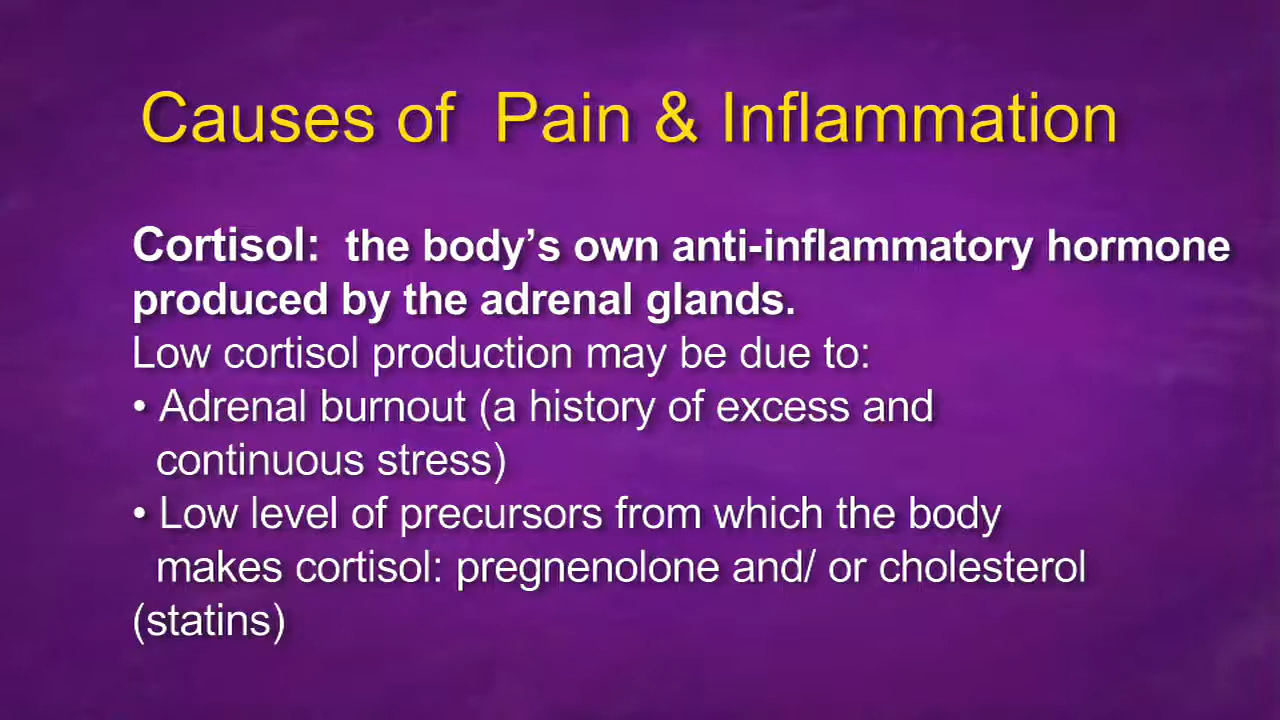 Causes of  Pain & Inflammation
Cortisol:  the body’s own anti-inflammatory hormone
produced by the adrenal glands.
Low cortisol production may be due to:
• Adrenal burnout (a history of excess and
continuous stress)
• Low level of precursors from which the body
makes cortisol: pregnenolone and/ or cholesterol
(statins)